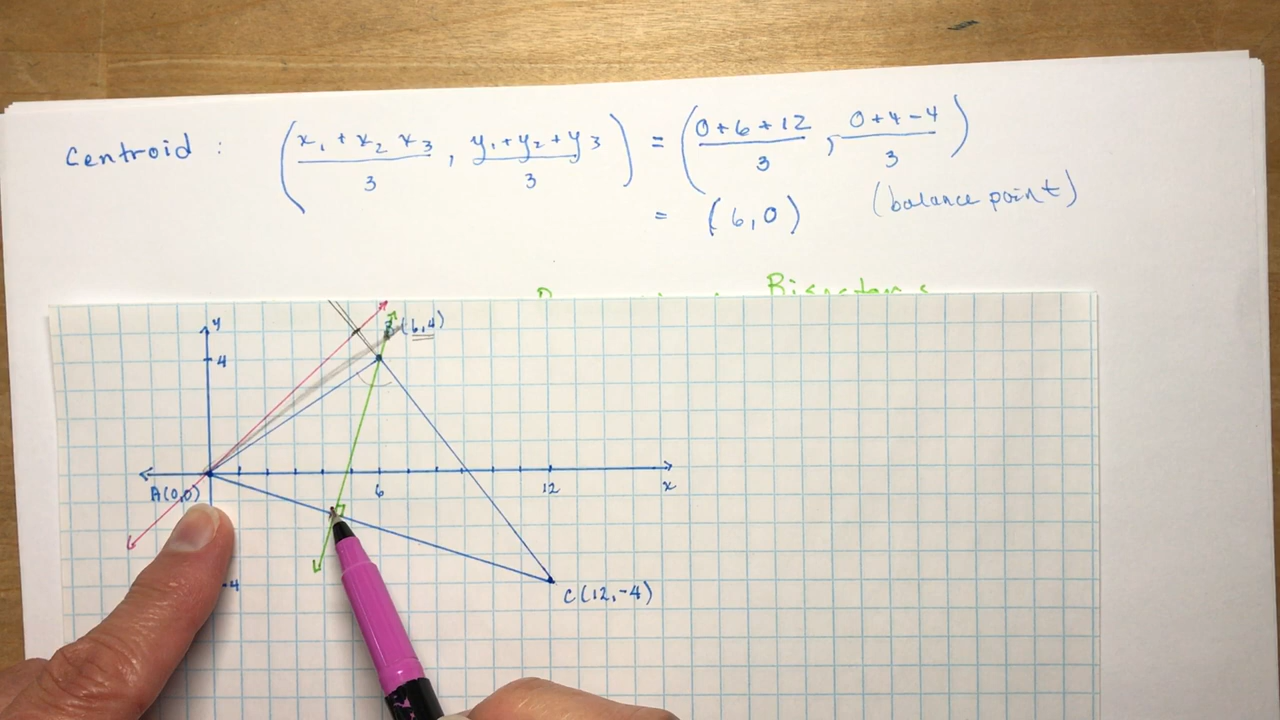 Centroid : ( x₁ + x₂ x₃ / 3 , y₁ + y₂ + y₃ / 3 ) = ( 0 + 6 + 12 / 3 , 0 + 4 - 4 / 3 )
= (6,0) (balance point)
Bisectors
y
B(6,4)
4
A(0,0)
6
12
x
-4
C(12,-4)